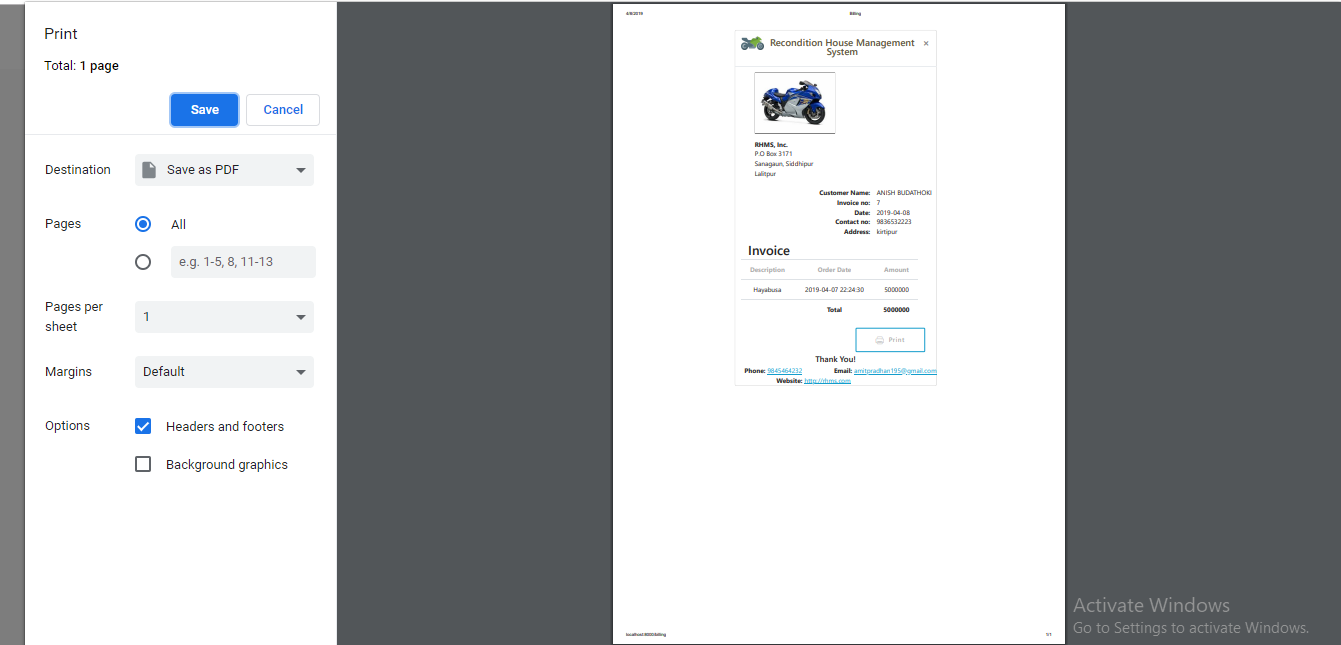 Print
Total: 1 page
Save
Cancel
Destination
Save as PDF
Pages
All
e.g. 1-5, 8, 11-13
Pages per
sheet
1
Margins
Default
Options
Headers and footers
Background graphics
4/8/2019
Billing
Recondition House Management
System
×
RHMS, Inc.
P.O Box 3171
Sanagaun, Siddhipur
Lalitpur
Customer Name: ANISH BUDATHOKI
Invoice no: 7
Date: 2019-04-08
Contact no: 9836532223
Address: kirtipur
Invoice
Description Order Date Amount
Hayabusa 2019-04-07 22:24:30 5000000
Total 5000000
Print
Thank You!
Phone: 9845464232 Email: amitpradhan195@gmail.com
Website: http://rhms.com
localhost:8000/billing
1/1
Activate Windows
Go to Settings to activate Windows.